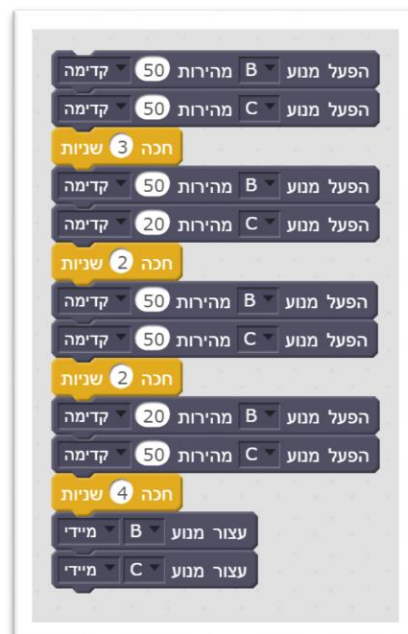 הפעל מנוע B מהירות 50 קדימה
הפעל מנוע C מהירות 50 קדימה
חכה 3 שניות
הפעל מנוע B מהירות 50 קדימה
הפעל מנוע C מהירות 20 קדימה
חכה 2 שניות
הפעל מנוע B מהירות 50 קדימה
הפעל מנוע C מהירות 50 קדימה
חכה 2 שניות
הפעל מנוע B מהירות 20 קדימה
הפעל מנוע C מהירות 50 קדימה
חכה 4 שניות
עצור מנוע B מיידי
עצור מנוע C מיידי